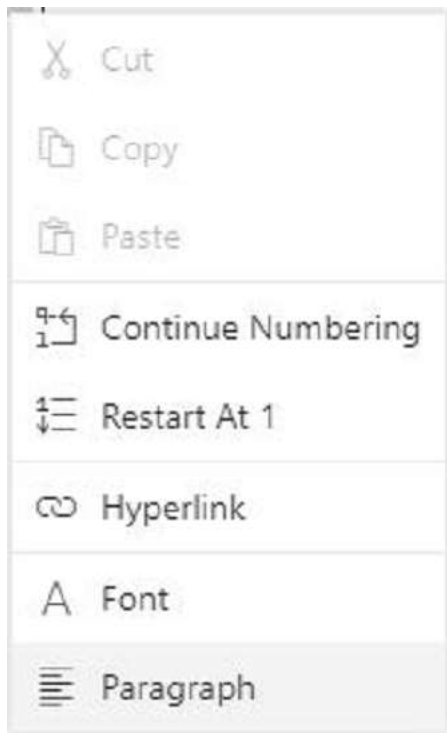 Cut
Copy
Paste
Continue Numbering
Restart At 1
Hyperlink
Font
Paragraph